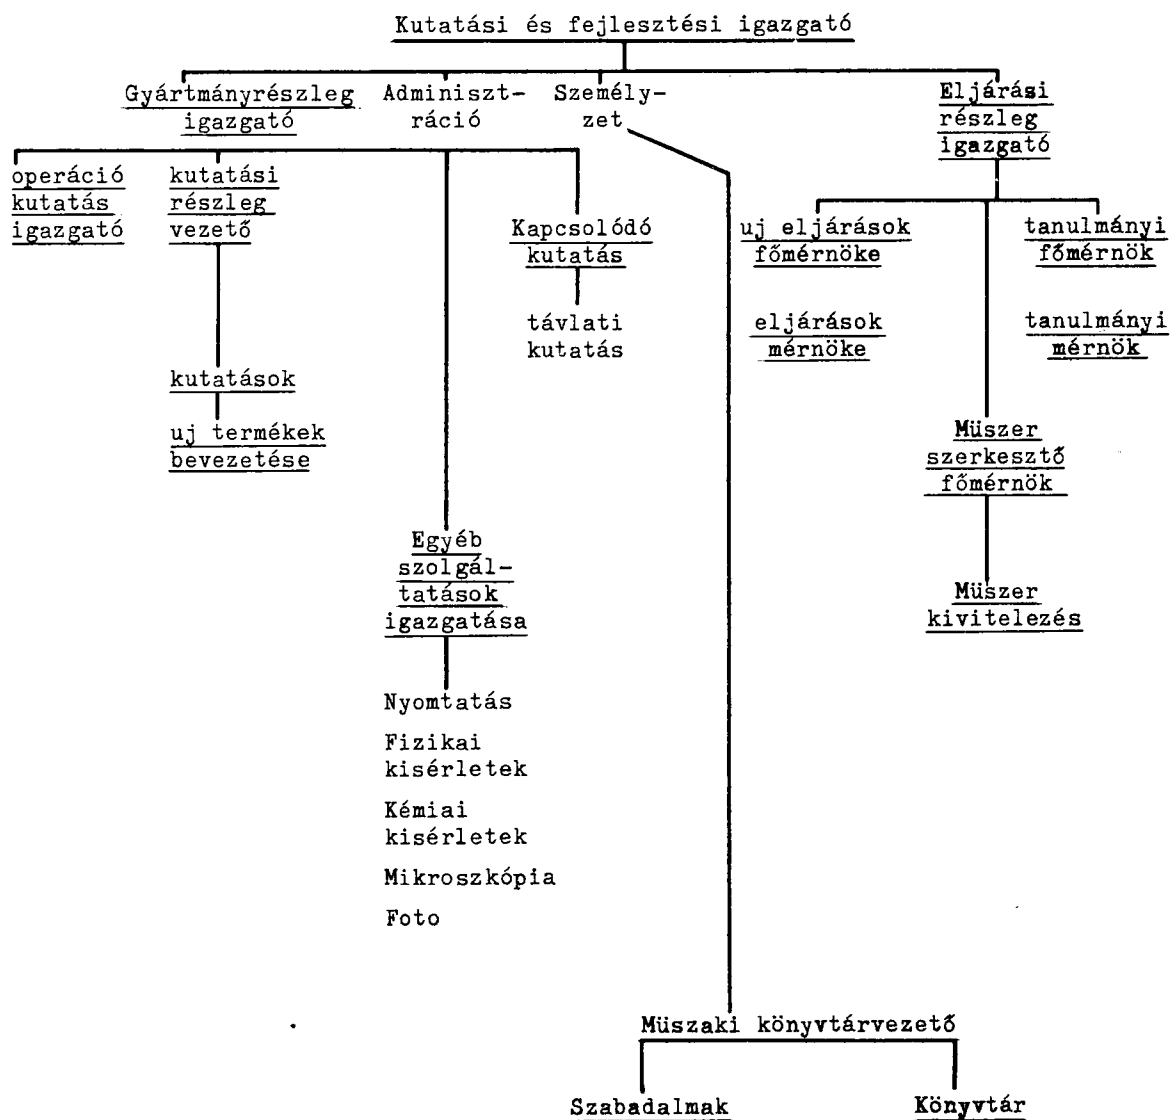 Kutatási és fejlesztési igazgató
Gyártmányrészleg
igazgató
Adminiszt-
ráció
Személy-
zet
Eljárási
részleg
igazgató
operáció
kutatás
igazgató
kutatási
részleg
vezető
Kapcsolódó
kutatás
távlati
kutatás
uj eljárások
főmérnöke
tanulmányi
főmérnök
eljárások
mérnöke
tanulmányi
mérnök
kutatások
uj termékek
bevezetése
Müszer
szerkesztő
főmérnök
Egyéb
szolgál-
tatások
igazgatása
Müszer
kivitelezés
Nyomtatás
Fizikai
kisérletek
Kémiai
kisérletek
Mikroszkópia
Foto
Müszaki könyvtárvezető
Szabadalmak
Könyvtár